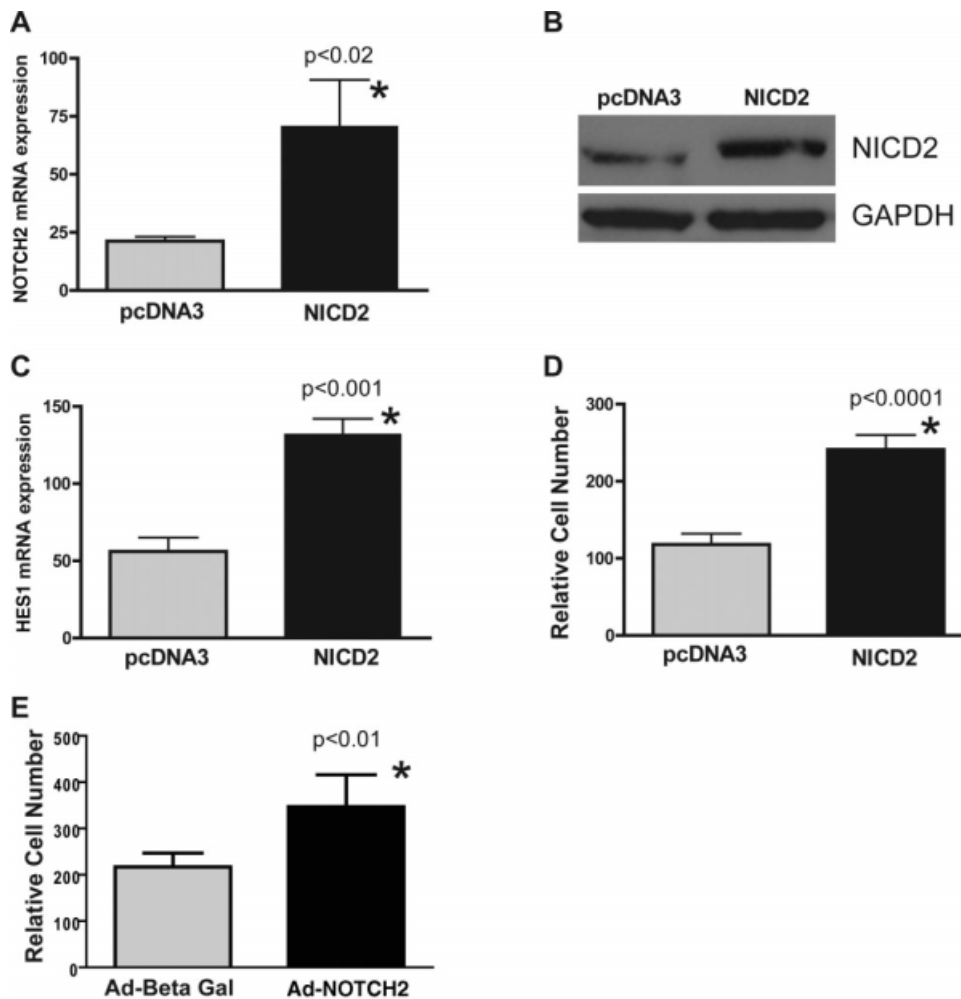 A
NOTCH2 mRNA expression
100
75
50
25
0
p<0.02
*
pcDNA3
NICD2
B
pcDNA3 NICD2
NICD2
GAPDH
C
HES1 mRNA expression
150
100
50
0
p<0.001
*
pcDNA3
NICD2
D
Relative Cell Number
300
200
100
0
p<0.0001
*
pcDNA3
NICD2
E
Relative Cell Number
500
400
300
200
100
0
p<0.01
*
Ad-Beta Gal
Ad-NOTCH2